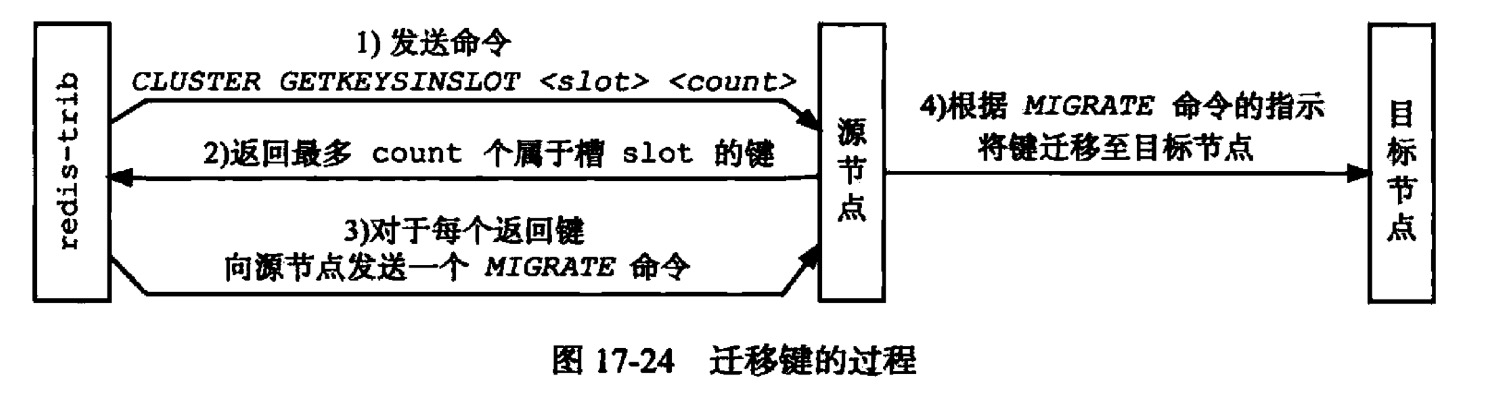 redis-trib
1) 发送命令
CLUSTER GETKEYSINSLOT <slot> <count>
2)返回最多 count 个属于槽 slot 的键
3)对于每个返回键
向源节点发送一个 MIGRATE 命令
源节点
4)根据 MIGRATE 命令的指示
将键迁移至目标节点
目标节点
图 17-24 迁移键的过程